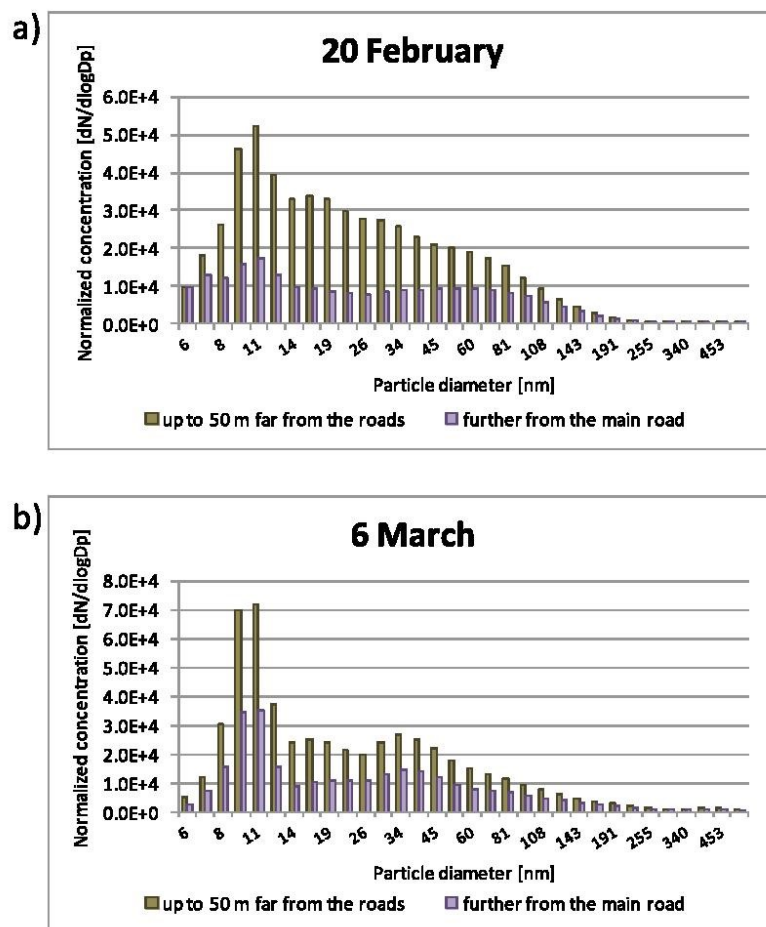 a)
20 February
Normalized concentration [dN/dlogDp]
6.0E+4
5.0E+4
4.0E+4
3.0E+4
2.0E+4
1.0E+4
0.0E+0
6 8 11 14 19 26 34 45 60 81 108 143 191 255 340 453
Particle diameter [nm]
up to 50 m far from the roads further from the main road
b)
6 March
Normalized concentration [dN/dlogDp]
8.0E+4
7.0E+4
6.0E+4
5.0E+4
4.0E+4
3.0E+4
2.0E+4
1.0E+4
0.0E+0
6 8 11 14 19 26 34 45 60 81 108 143 191 255 340 453
Particle diameter [nm]
up to 50 m far from the roads further from the main road